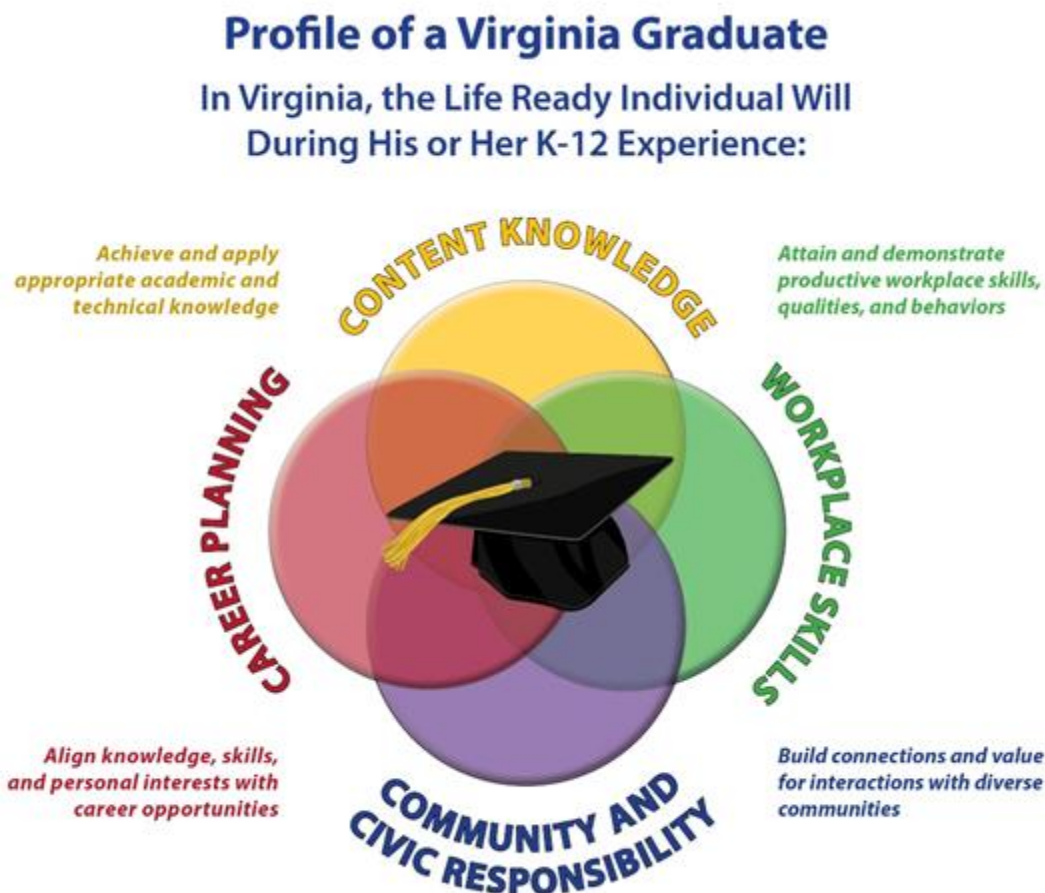 Profile of a Virginia Graduate
In Virginia, the Life Ready Individual Will
During His or Her K-12 Experience:
CONTENT KNOWLEDGE
Achieve and apply
appropriate academic and
technical knowledge
Attain and demonstrate
productive workplace skills,
qualities, and behaviors
CAREER PLANNING
WORKPLACE SKILLS
Align knowledge, skills,
and personal interests with
career opportunities
Build connections and value
for interactions with diverse
communities
COMMUNITY AND
CIVIC RESPONSIBILITY